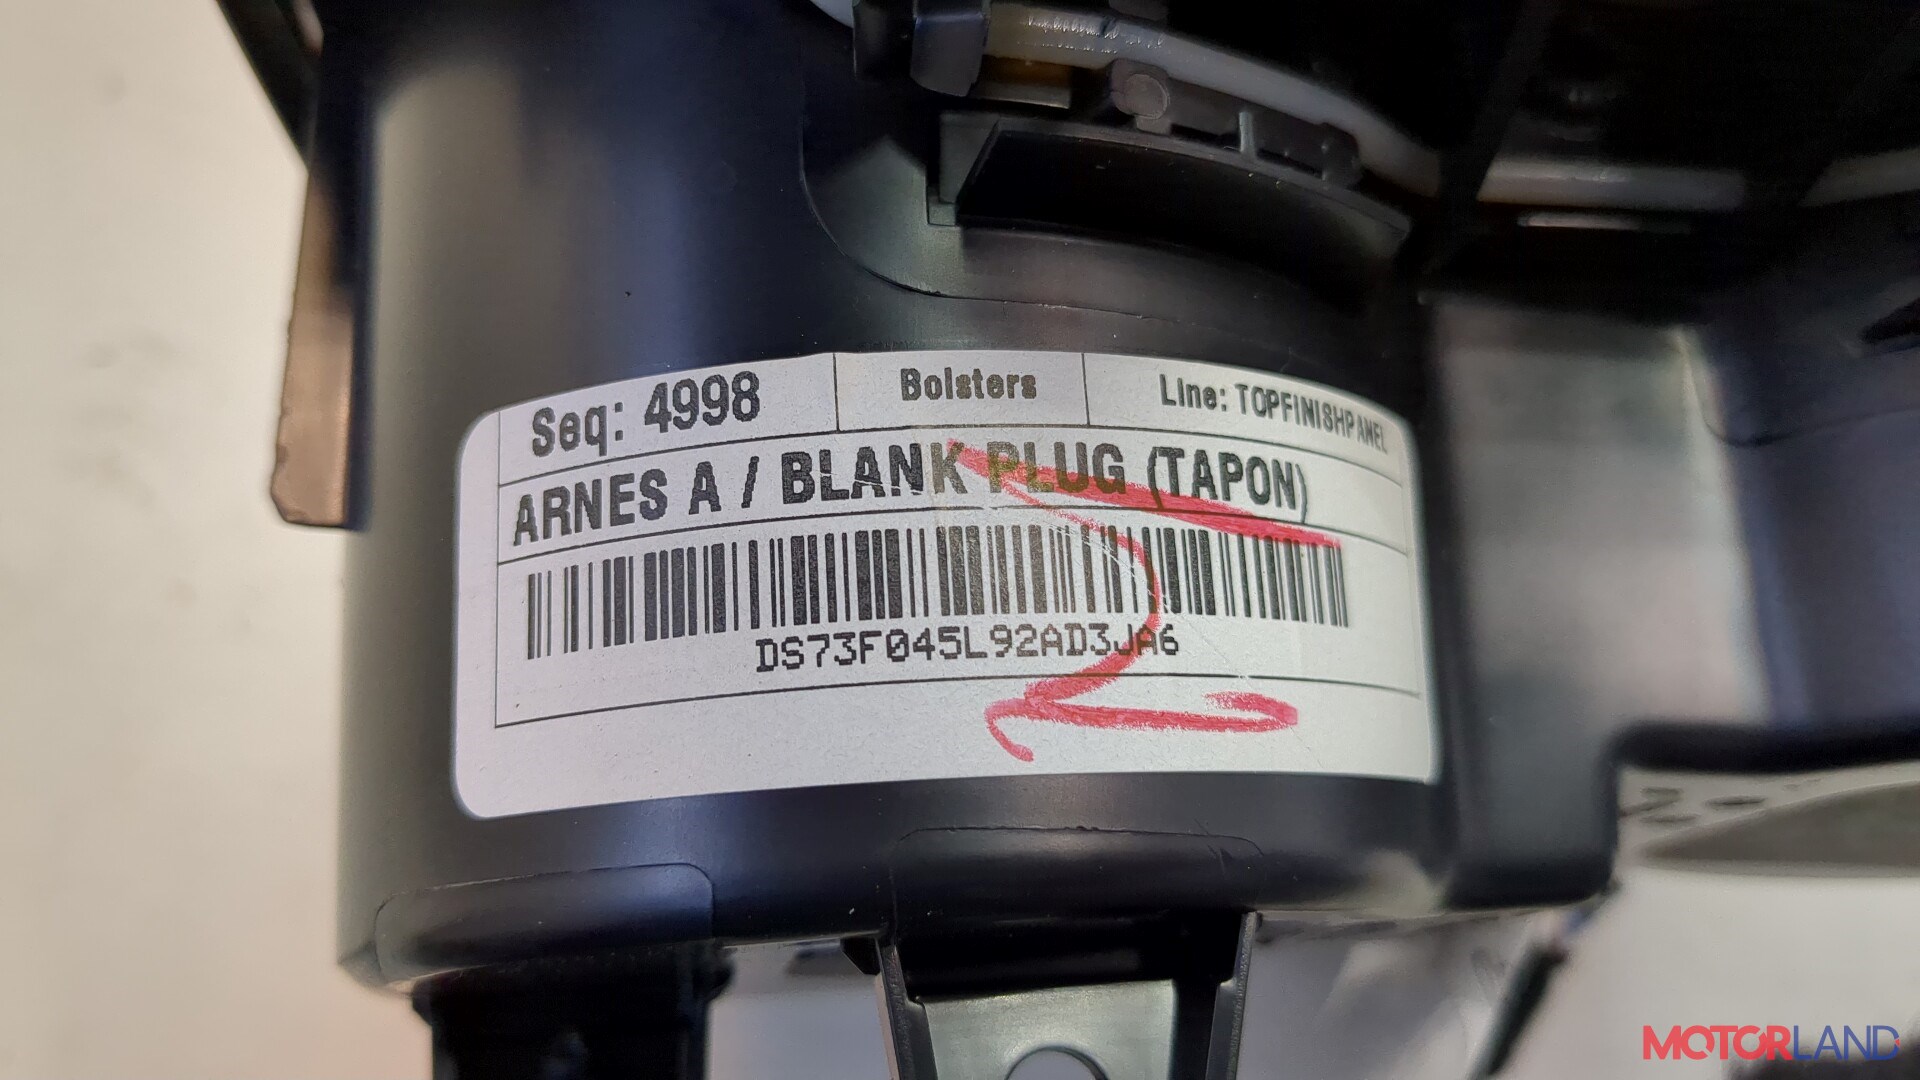 Seq: 4998
Bolsters
Line: TOPFINISHPANEL
ARNES A / BLANK PLUG (TAPON)
DS73F045L92AD3JA6
MOTORLAND